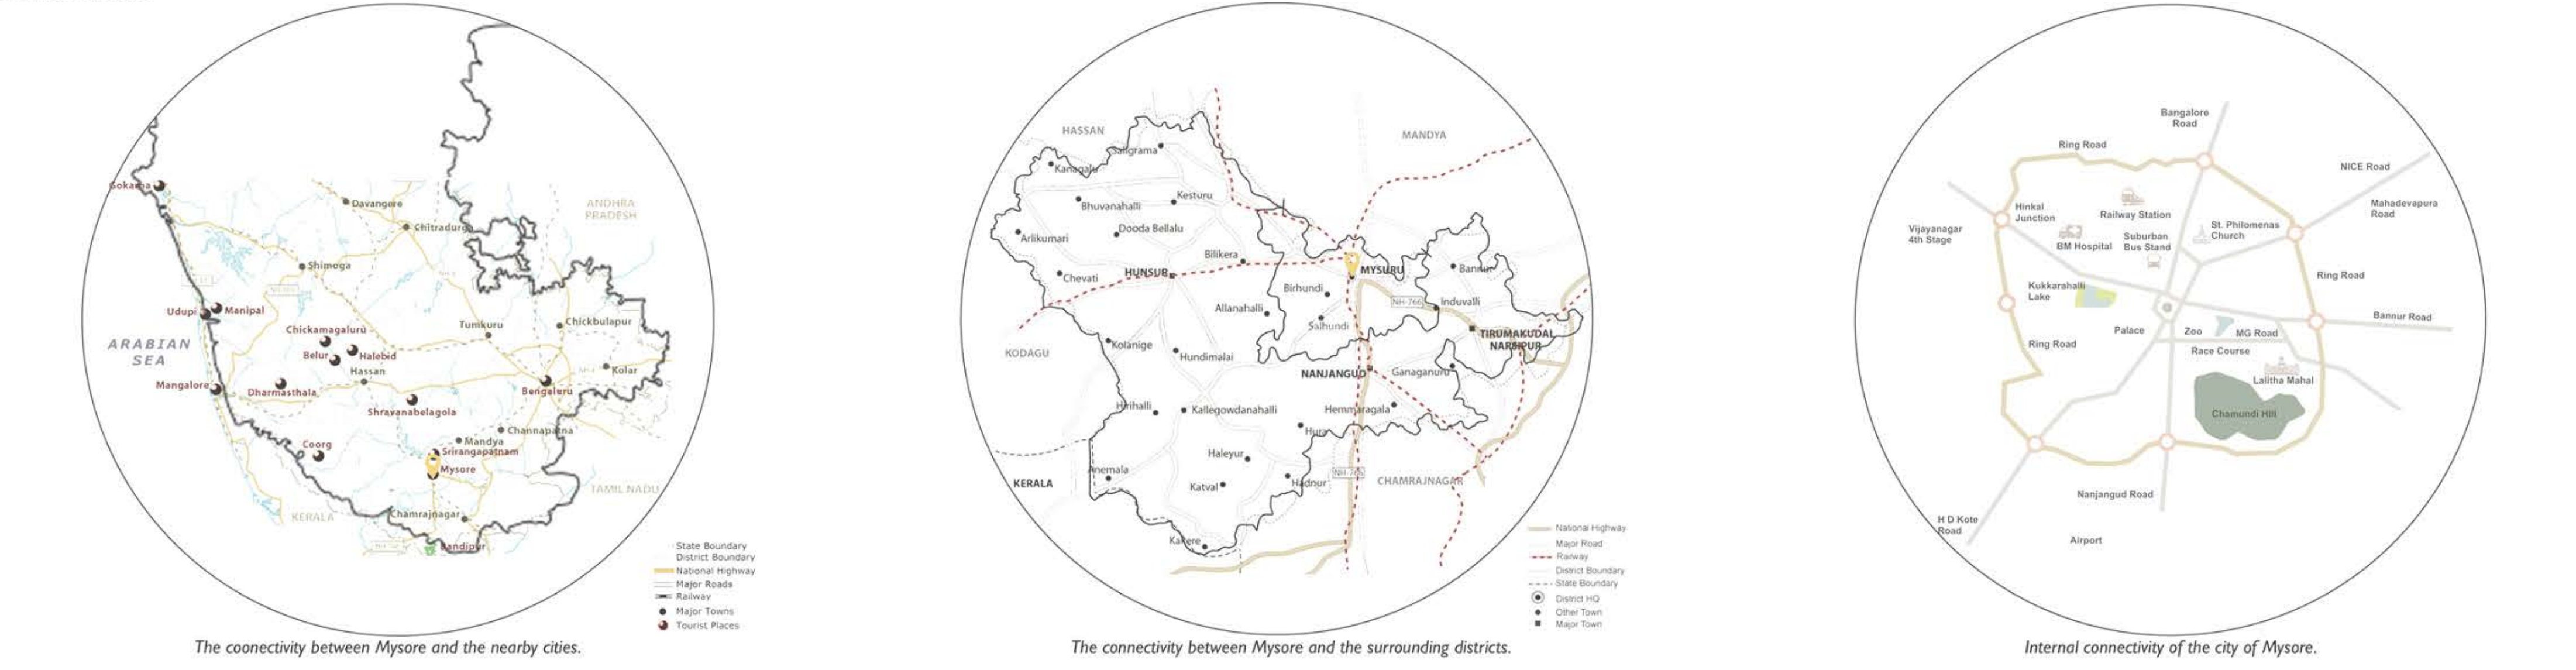 Gokarna
Davangere
Chitradurga
ANDHRA
PRADESH
Shimoga
Udupi
Manipal
Chickamagaluru
Tumkuru
Chickbulapur
ARABIAN
SEA
Belur
Halebid
Hassan
Kolar
Mangalore
Dharmasthala
Bengaluru
Shravanabelagola
Channapatna
Coorg
Mandya
Srirangapatnam
Mysore
TAMIL NADU
KERALA
Chamrajnagar
Bandipur
State Boundary
District Boundary
National Highway
Major Roads
Railway
Major Towns
Tourist Places
The coonectivity between Mysore and the nearby cities.
HASSAN
MANDYA
Saligrama
Kanagalu
Kesturu
Bhuvanahalli
Dooda Bellalu
Arlikumari
Bilikera
Chevati
HUNSUR
MYSURU
Bannur
Birhundi
NH-766
Induvalli
Allanahalli
Salhundi
TIRUMAKUDAL
NARSIPUR
KODAGU
Kolanige
Hundimalai
NANJANGUD
Ganaganuru
Hirihalli
Kallegowdanahalli
Hemmaragala
Hura
Haleyur
Anemala
KERALA
Katval
Hadnur
NH-766
CHAMRAJNAGAR
Kakere
National Highway
Major Road
Railway
District Boundary
State Boundary
District HQ
Other Town
Major Town
The connectivity between Mysore and the surrounding districts.
Bangalore
Road
Ring Road
NICE Road
Hinkal
Junction
Railway Station
Mahadevapura
Road
Vijayanagar
4th Stage
BM Hospital
Suburban
Bus Stand
St. Philomenas
Church
Ring Road
Kukkarahalli
Lake
Bannur Road
Palace
Zoo
MG Road
Ring Road
Race Course
Lalitha Mahal
Chamundi Hill
Nanjangud Road
H D Kote
Road
Airport
Internal connectivity of the city of Mysore.